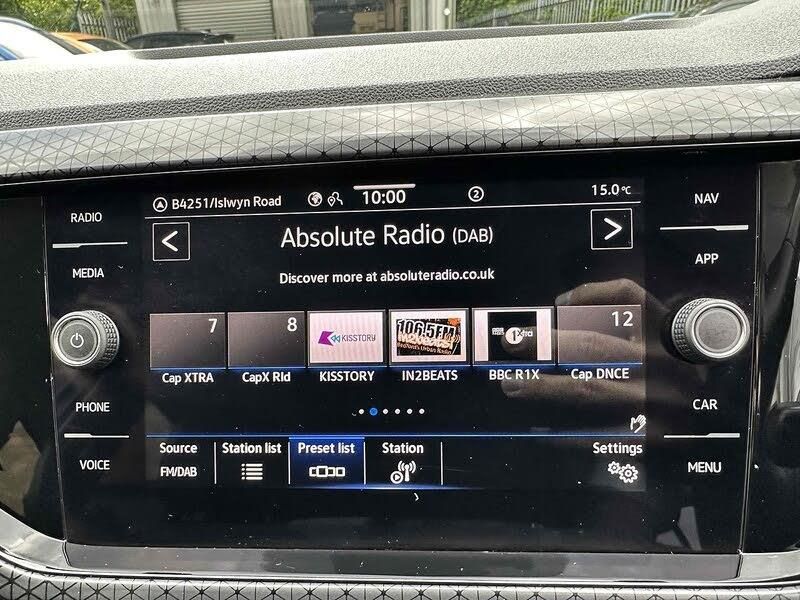 RADIO
MEDIA
PHONE
VOICE
B4251/Islwyn Road
10:00
2
15.0°C
<
Absolute Radio (DAB)
>
Discover more at absoluteradio.co.uk
7
8
KISSTORY
106.5FM
IN2BEATS
1Xtra
12
Cap XTRA
CapX Rld
KISSTORY
IN2BEATS
BBC R1X
Cap DNCE
Source
Station list
Preset list
Station
Settings
FM/DAB
NAV
APP
CAR
MENU